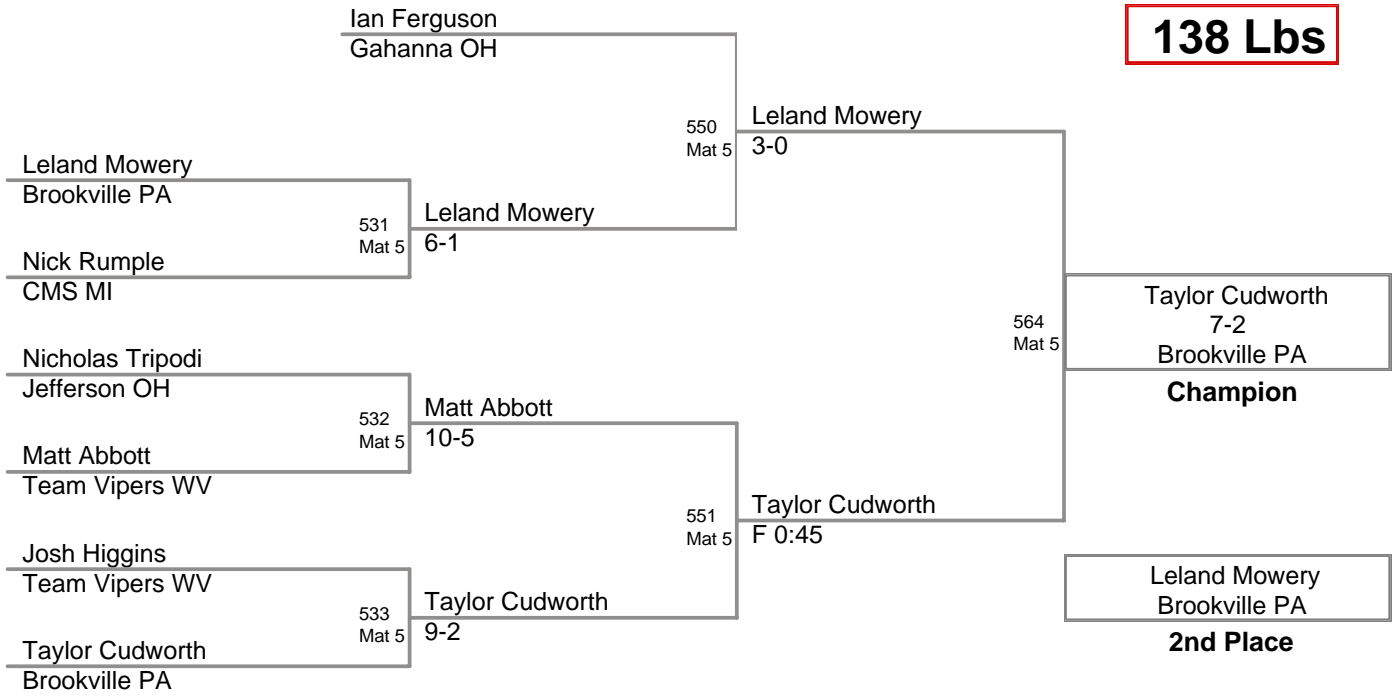 Ian Ferguson
Gahanna OH
138 Lbs
550
Mat 5
Leland Mowery
3-0
Leland Mowery
Brookville PA
531
Mat 5
Leland Mowery
6-1
Nick Rumple
CMS MI
564
Mat 5
Taylor Cudworth
7-2
Brookville PA
Champion
Nicholas Tripodi
Jefferson OH
532
Mat 5
Matt Abbott
10-5
Matt Abbott
Team Vipers WV
551
Mat 5
Taylor Cudworth
F 0:45
Josh Higgins
Team Vipers WV
533
Mat 5
Taylor Cudworth
9-2
Taylor Cudworth
Brookville PA
Leland Mowery
Brookville PA
2nd Place